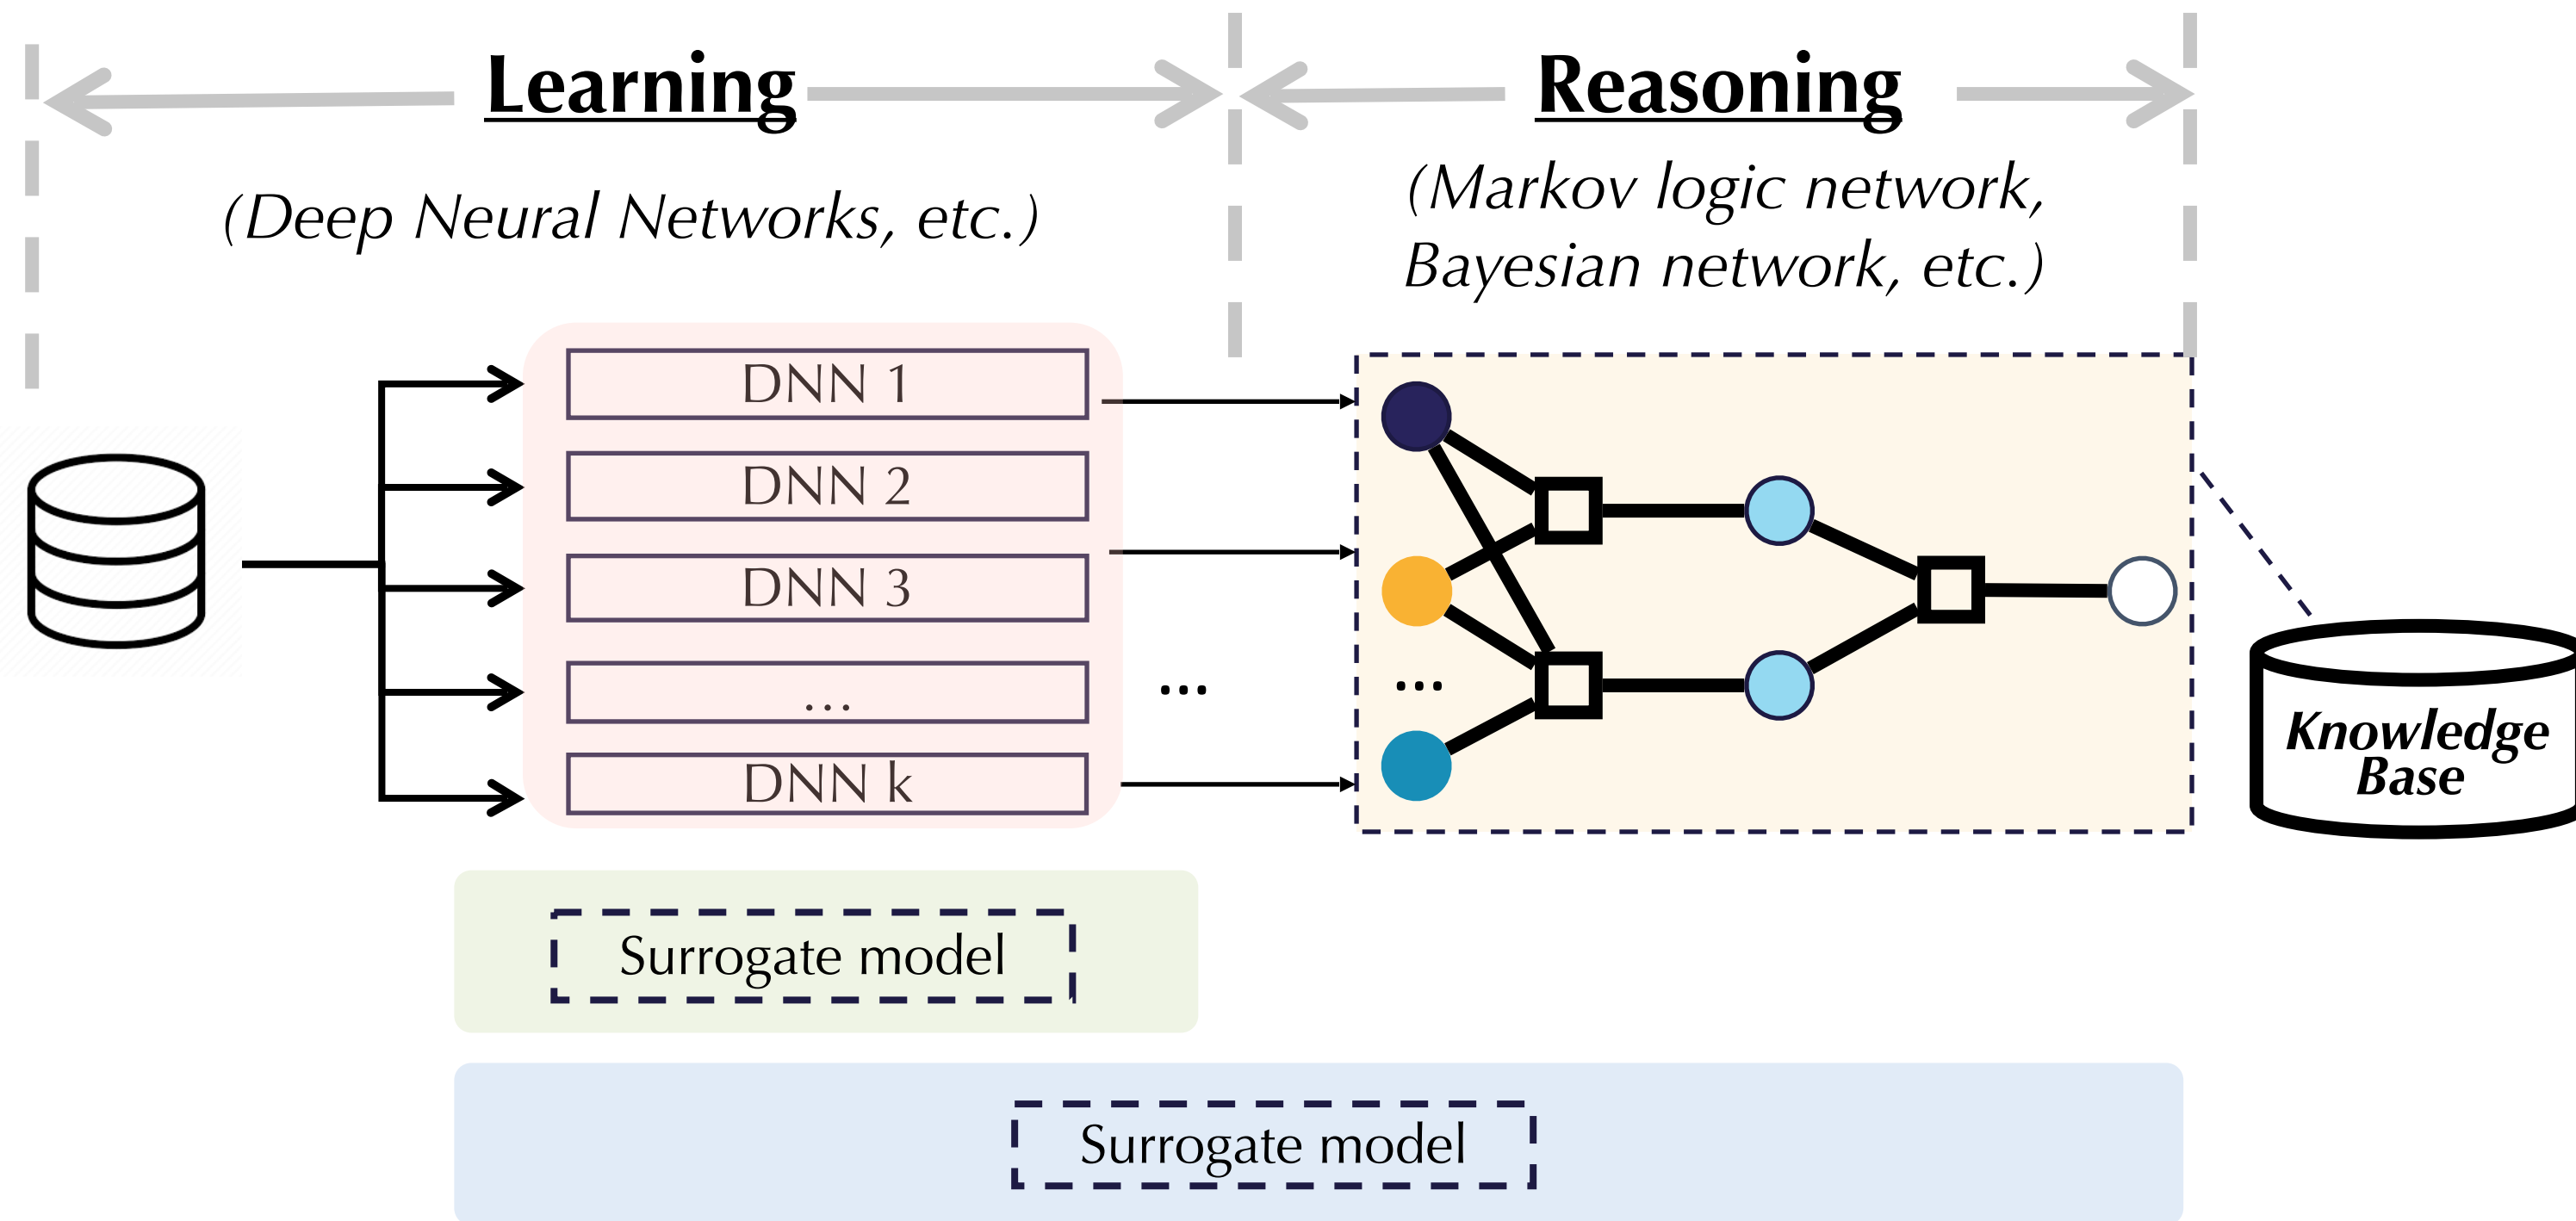 Learning
(Deep Neural Networks, etc.)
Reasoning
(Markov logic network,
Bayesian network, etc.)
DNN 1
DNN 2
DNN 3
...
DNN k
...
...
Knowledge
Base
Surrogate model
Surrogate model